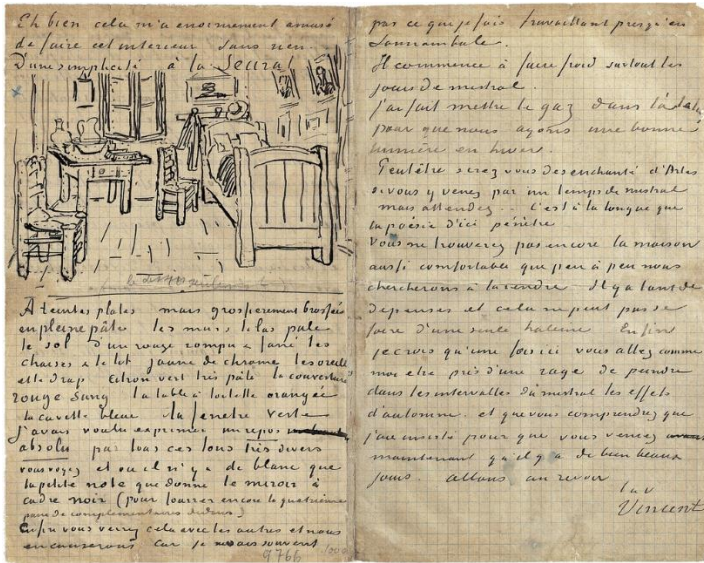 Eh bien cela m'a enormement amusé
de faire cet interieur sans rien.
D'une simplicité à la Seurat
A teintes plates mais grossierement brossées
en pleine pâte les murs lilas pale
le sol d'un rouge rompu & fané les
chaises & le lit jaune de chrome les oreillers
et le drap citron vert très pâle la couverture
rouge sang la table à toilette orangée
la cuvette bleue la fenetre verte
J'avais voulu exprimer un repos
absolu par tous ces tons très divers
vous voyez et où il n'y a de blanc que
la petite note que donne le miroir à
cadre noir (pour fourrer encore la quatrième
paire de complementaires dedans)
Enfin vous verrez cela avec les autres et nous
en causerons car je ne sais souvent
9766
pas ce que je fais travaillant presqu'en
somnambule.
Il commence à faire froid surtout les
jours de mistral.
J'ai fait mettre le gaz dans l'atelier
pour que nous ayons une bonne
lumière en hiver.
Peutêtre serez vous desenchanté d'Arles
si vous y venez par un temps de mistral
mais attendez.. C'est à la longue que
la poësie d'ici pénètre
Vous ne trouverez pas encore la maison
aussi comfortable que peu à peu nous
chercherons à la rendre Il y a tant de
depenses et cela ne peut pas se
faire d'une seule haleine Enfin
je crois qu'une fois ici vous allez comme
moi etre pris d'une rage de peindre
dans les intervalles du mistral les effets
d'automne. et que vous comprendrez que
j'aie insisté pour que vous veniez
maintenant qu'il y a de bien beaux
jours. allons au revoir
t. à v.
Vincent